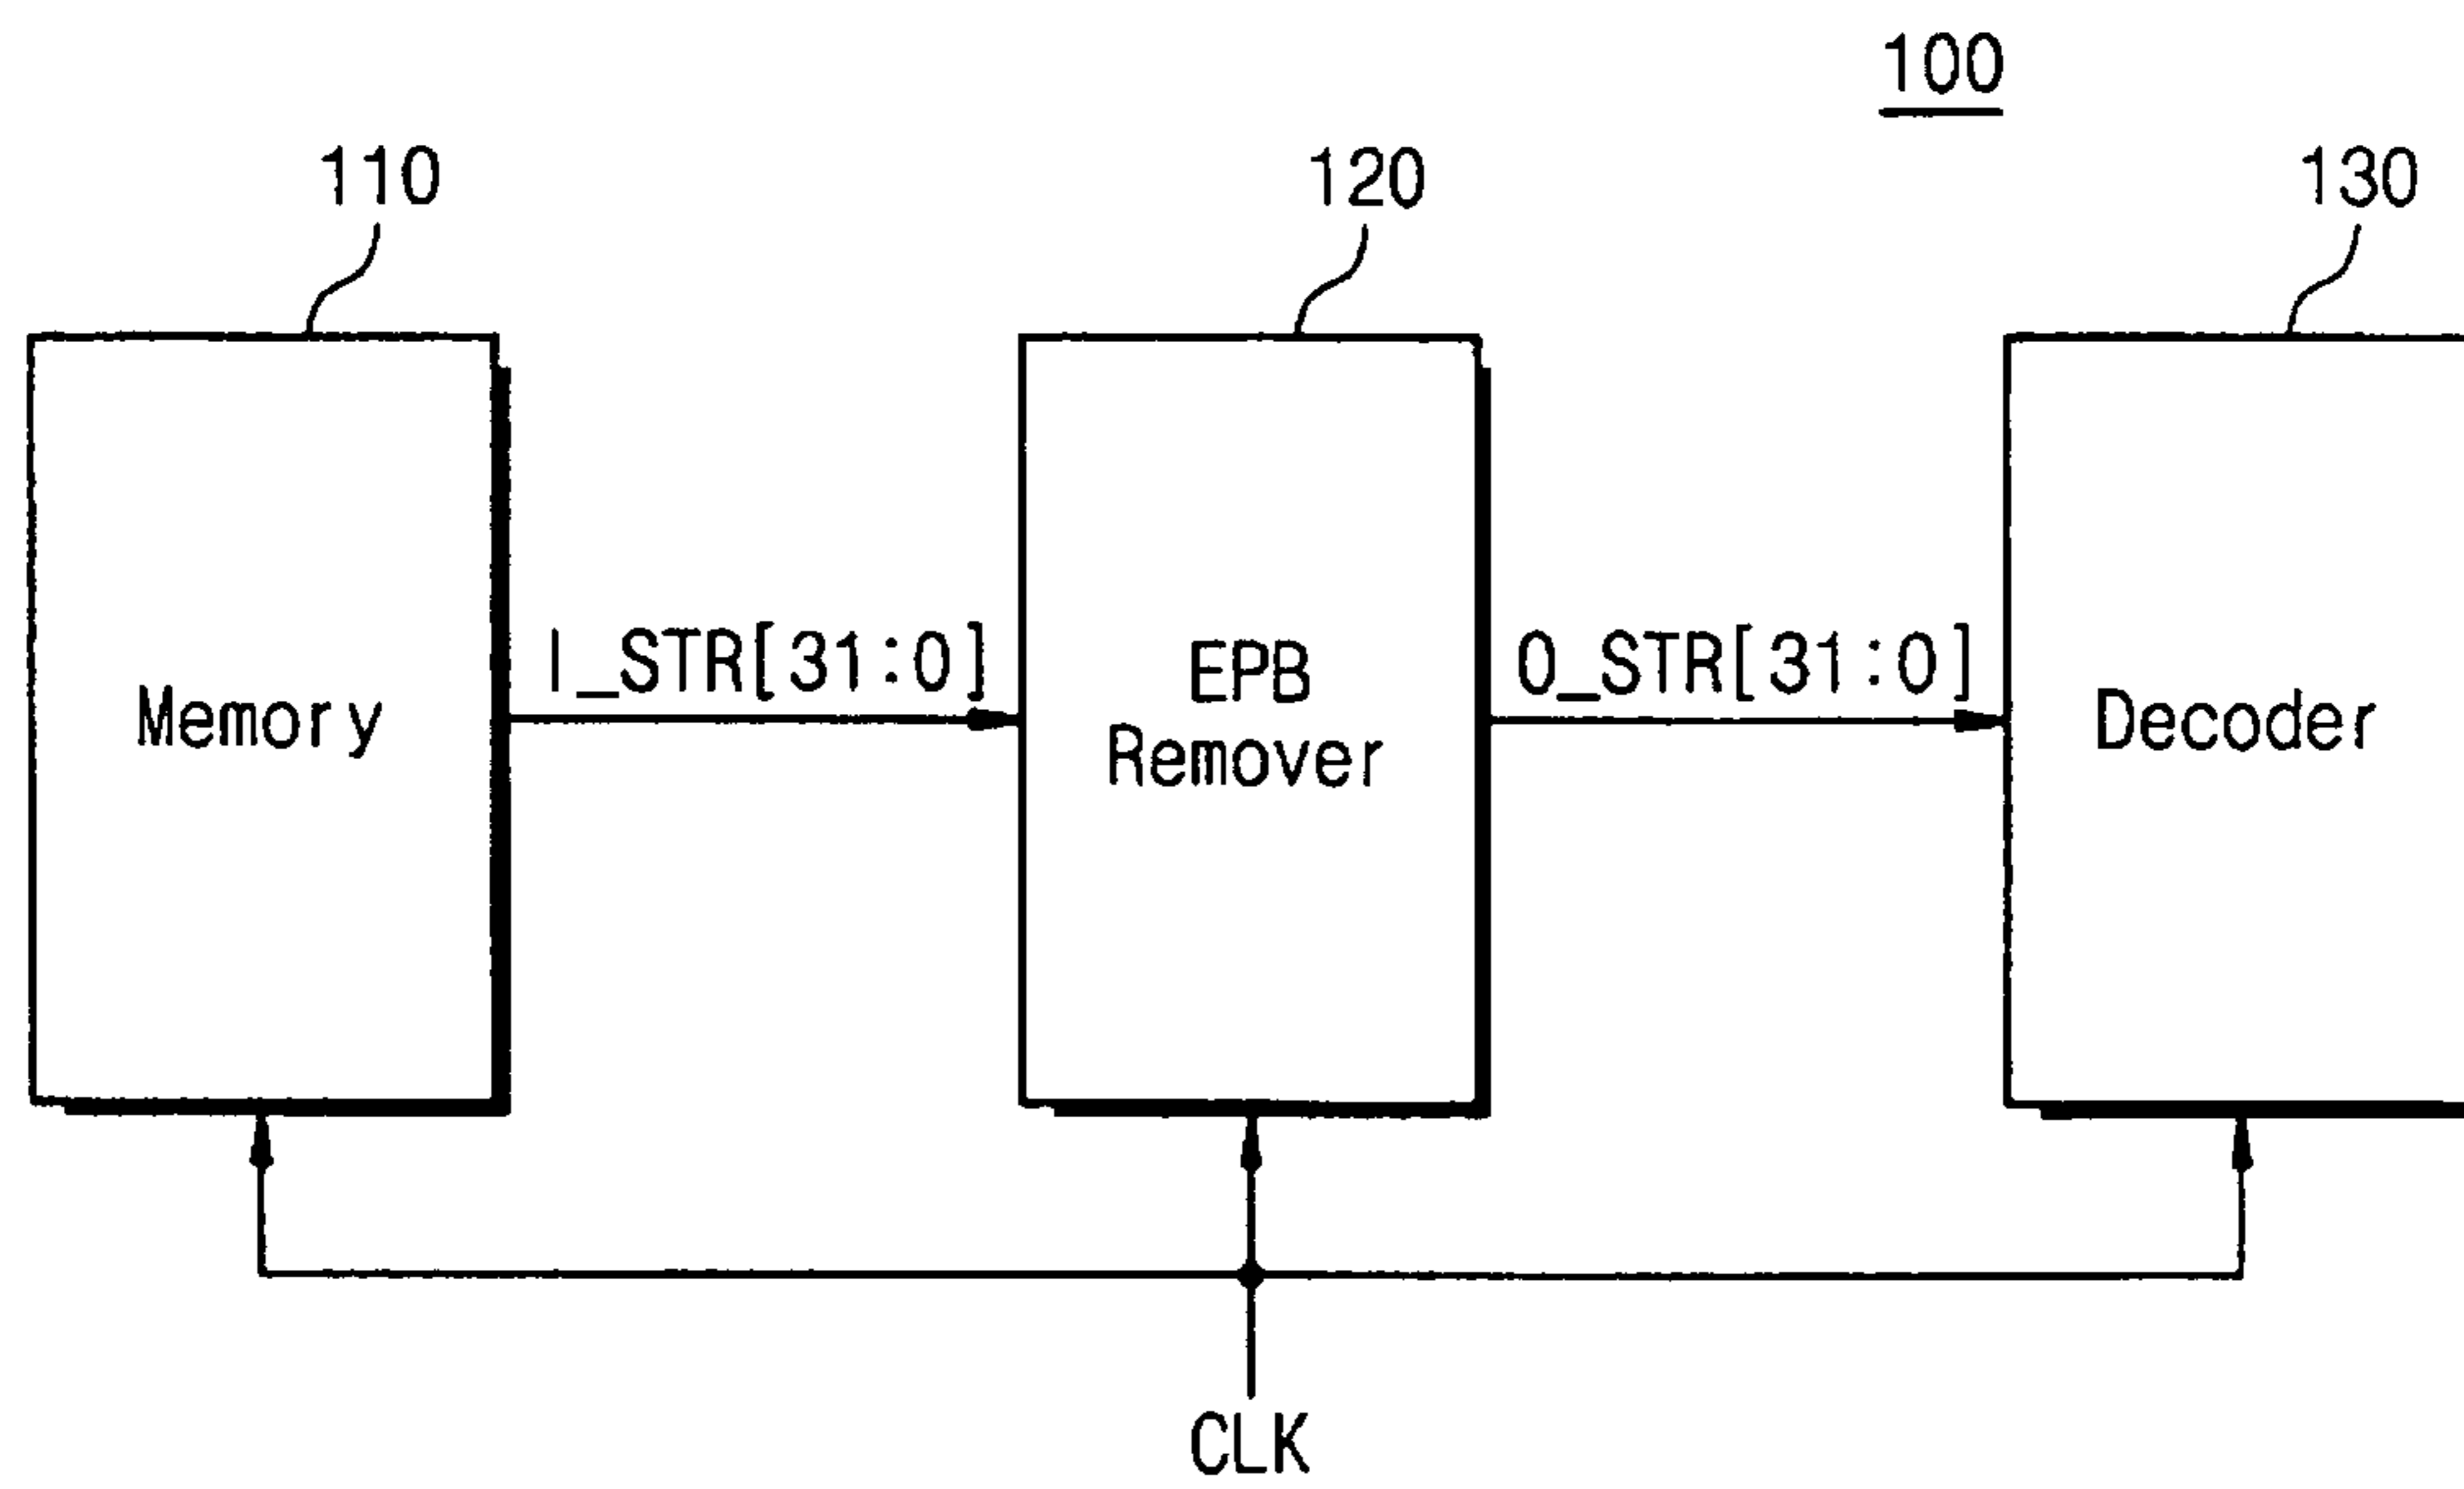 100
110
120
130
I_STR[31:0]
O_STR[31:0]
Memory
EPB
Remover
Decoder
CLK